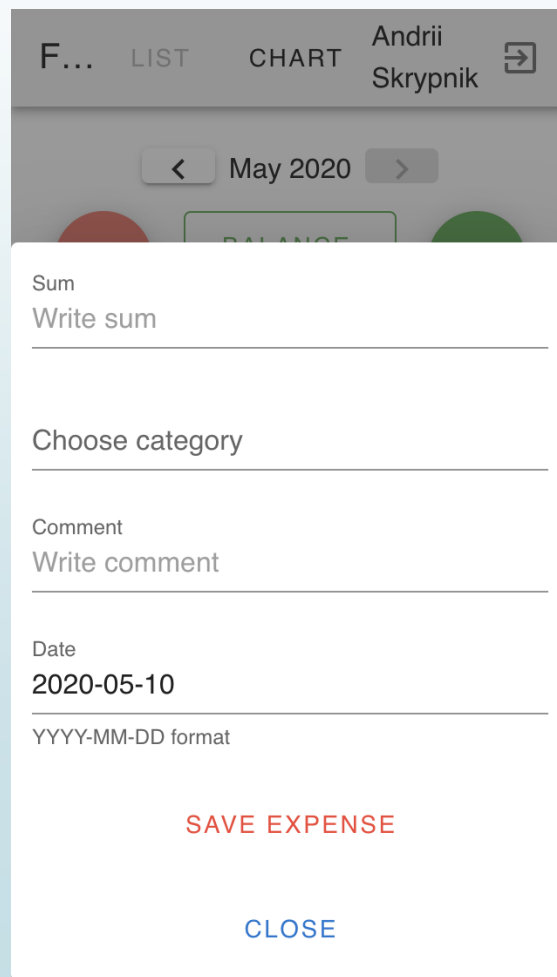 F... LIST CHART Andrii
Skrypnik
May 2020
BALANCE
Sum
Write sum
Choose category
Comment
Write comment
Date
2020-05-10
YYYY-MM-DD format
SAVE EXPENSE
CLOSE